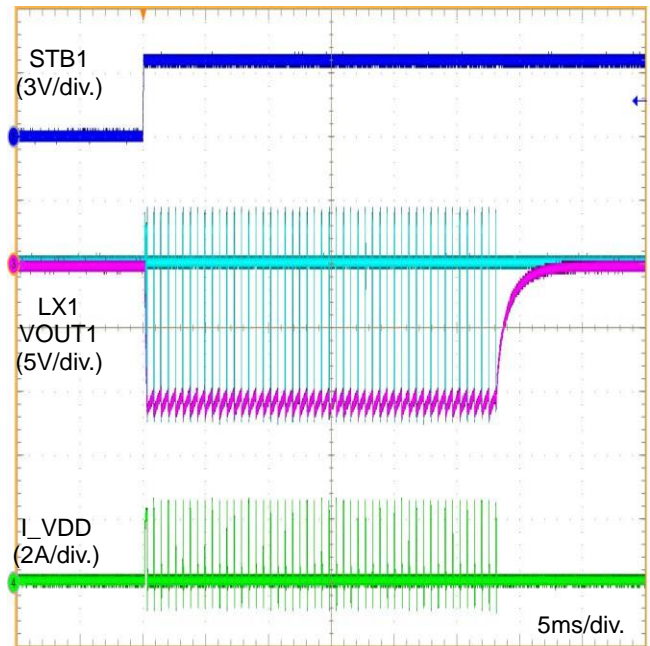 STB1
(3V/div.)
LX1
VOUT1
(5V/div.)
I_VDD
(2A/div.)
5ms/div.